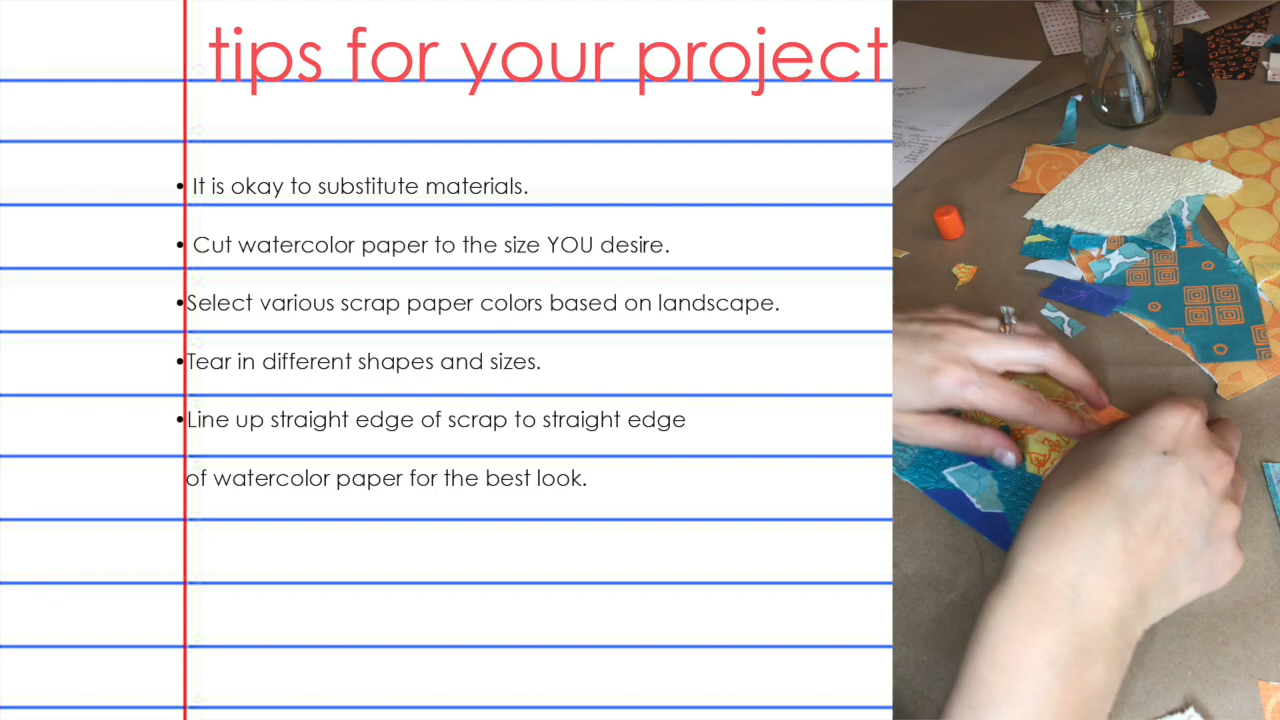 tips for your project
• It is okay to substitute materials.
• Cut watercolor paper to the size YOU desire.
•Select various scrap paper colors based on landscape.
•Tear in different shapes and sizes.
•Line up straight edge of scrap to straight edge
of watercolor paper for the best look.